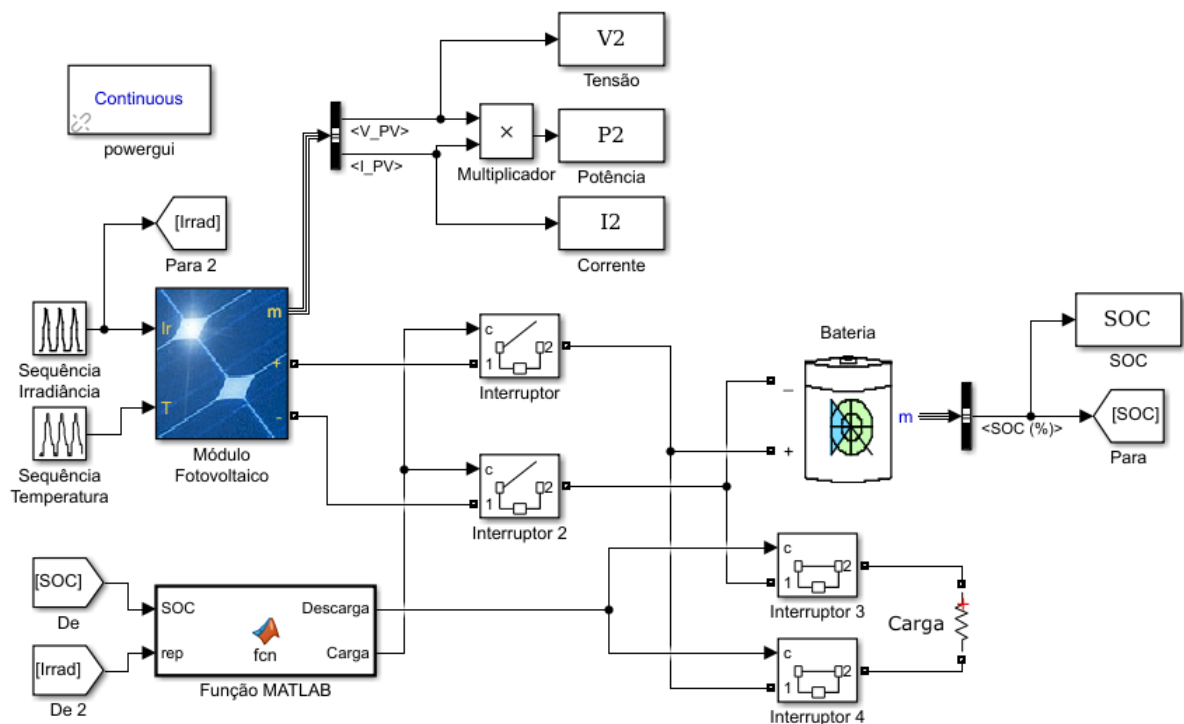 V2
Tensão
Continuous
powergui
<V_PV>
<I_PV>
×
Multiplicador
P2
Potência
I2
Corrente
[Irrad]
Para 2
Sequência
Irradiância
Sequência
Temperatura
Ir
T
m
+
-
Módulo
Fotovoltaico
c
1
2
Interruptor
c
1
2
Interruptor 2
Bateria
_
+
m
<SOC (%)>
SOC
SOC
[SOC]
Para
[SOC]
De
[Irrad]
De 2
SOC
rep
fcn
Descarga
Carga
Função MATLAB
c
1
2
Interruptor 3
c
1
2
Interruptor 4
Carga
+